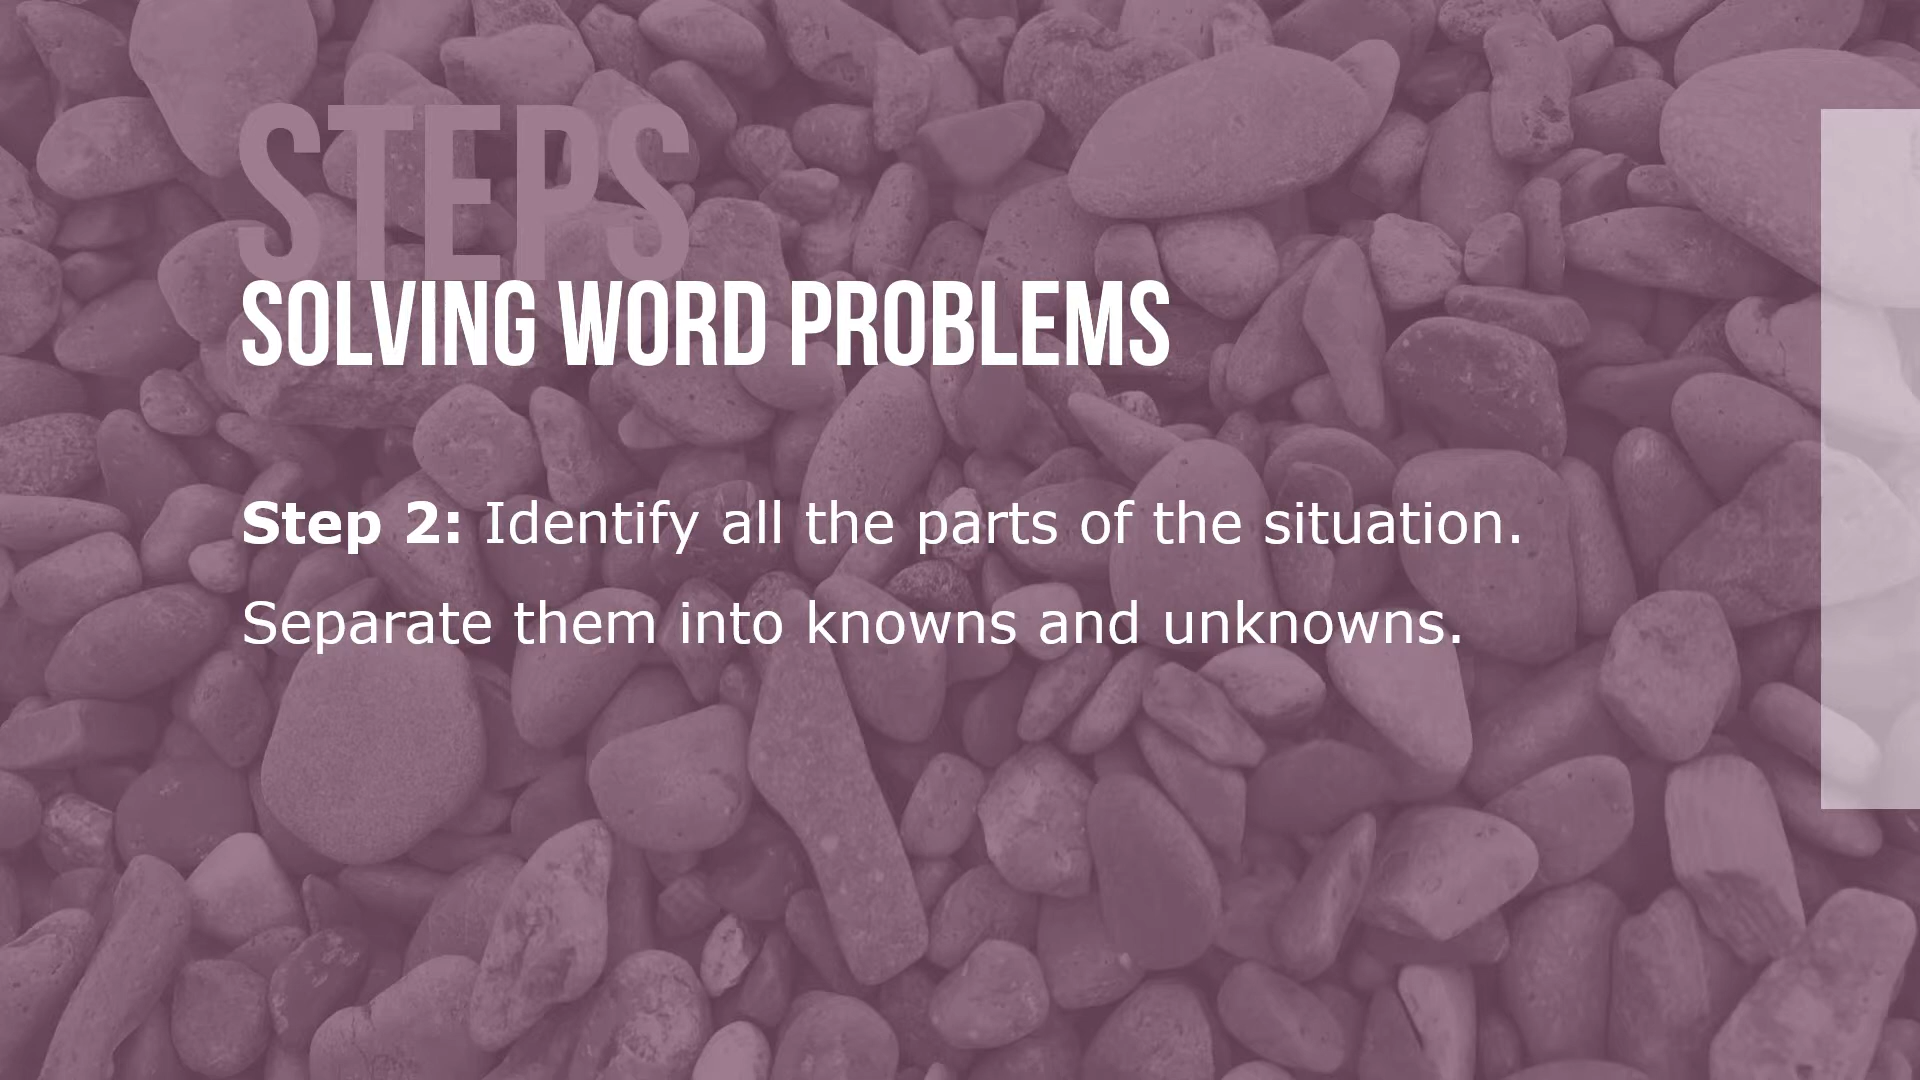 STEPS
SOLVING WORD PROBLEMS
Step 2: Identify all the parts of the situation.
Separate them into knowns and unknowns.